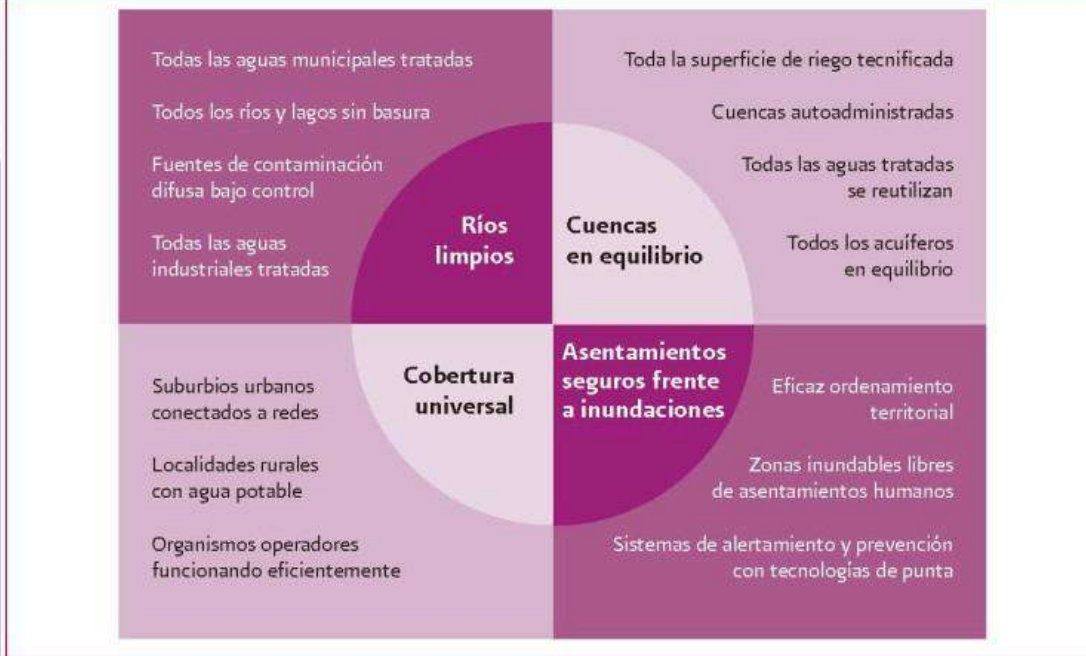 Todas las aguas municipales tratadas
Todos los ríos y lagos sin basura
Fuentes de contaminación
difusa bajo control
Todas las aguas
industriales tratadas
Ríos
limpios
Toda la superficie de riego tecnificada
Cuencas autoadministradas
Todas las aguas tratadas
se reutilizan
Todos los acuíferos
en equilibrio
Cuencas
en equilibrio
Suburbios urbanos
conectados a redes
Localidades rurales
con agua potable
Organismos operadores
funcionando eficientemente
Cobertura
universal
Asentamientos
seguros frente
a inundaciones
Eficaz ordenamiento
territorial
Zonas inundables libres
de asentamientos humanos
Sistemas de alertamiento y prevención
con tecnologías de punta